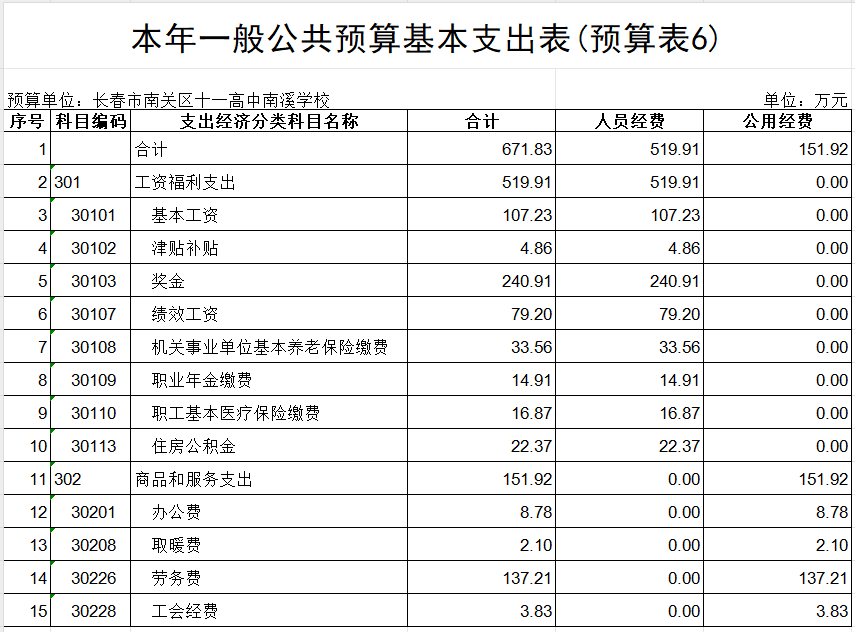 本年一般公共预算基本支出表(预算表6)
预算单位：长春市南关区十一高中南溪学校 单位：万元
序号 科目编码 支出经济分类科目名称 合计 人员经费 公用经费
1 合计 671.83 519.91 151.92
2 301 工资福利支出 519.91 519.91 0.00
3 30101 基本工资 107.23 107.23 0.00
4 30102 津贴补贴 4.86 4.86 0.00
5 30103 奖金 240.91 240.91 0.00
6 30107 绩效工资 79.20 79.20 0.00
7 30108 机关事业单位基本养老保险缴费 33.56 33.56 0.00
8 30109 职业年金缴费 14.91 14.91 0.00
9 30110 职工基本医疗保险缴费 16.87 16.87 0.00
10 30113 住房公积金 22.37 22.37 0.00
11 302 商品和服务支出 151.92 0.00 151.92
12 30201 办公费 8.78 0.00 8.78
13 30208 取暖费 2.10 0.00 2.10
14 30226 劳务费 137.21 0.00 137.21
15 30228 工会经费 3.83 0.00 3.83